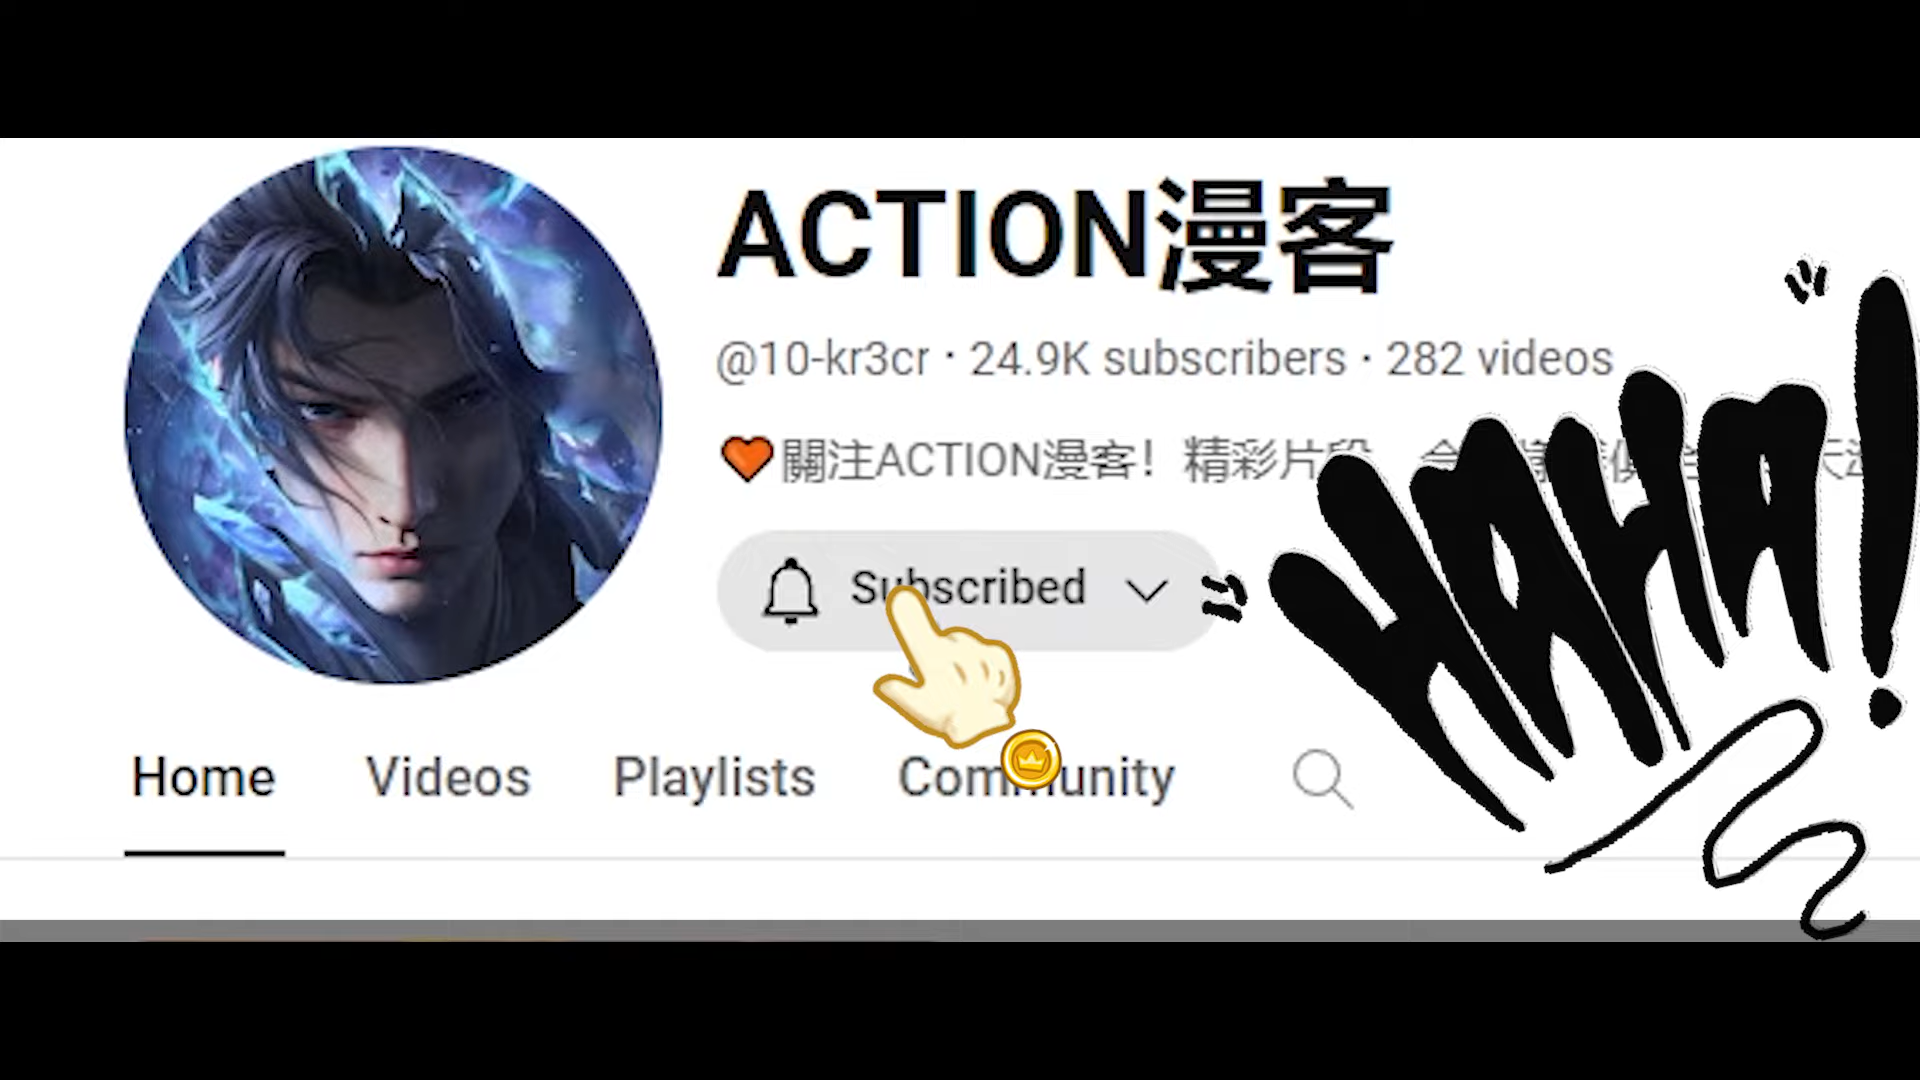 ACTION漫客
@10-kr3cr · 24.9K subscribers · 282 videos
關注ACTION漫客！精彩片段
Subscribed
HAHA!
Home
Videos
Playlists
Community